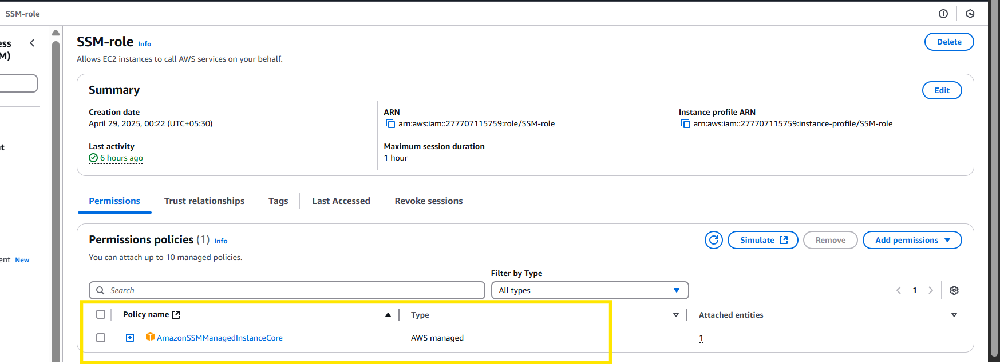 SSM-role
ess
M)
SSM-role Info
Delete
Allows EC2 instances to call AWS services on your behalf.
Summary
Edit
Creation date
April 29, 2025, 00:22 (UTC+05:30)
ARN
arn:aws:iam::277707115759:role/SSM-role
Instance profile ARN
arn:aws:iam::277707115759:instance-profile/SSM-role
Last activity
6 hours ago
Maximum session duration
1 hour
t
Permissions Trust relationships Tags Last Accessed Revoke sessions
Permissions policies (1) Info
Simulate Remove Add permissions
You can attach up to 10 managed policies.
ent New
Filter by Type
Search All types 1
Policy name Type Attached entities
AmazonSSMManagedInstanceCore AWS managed 1